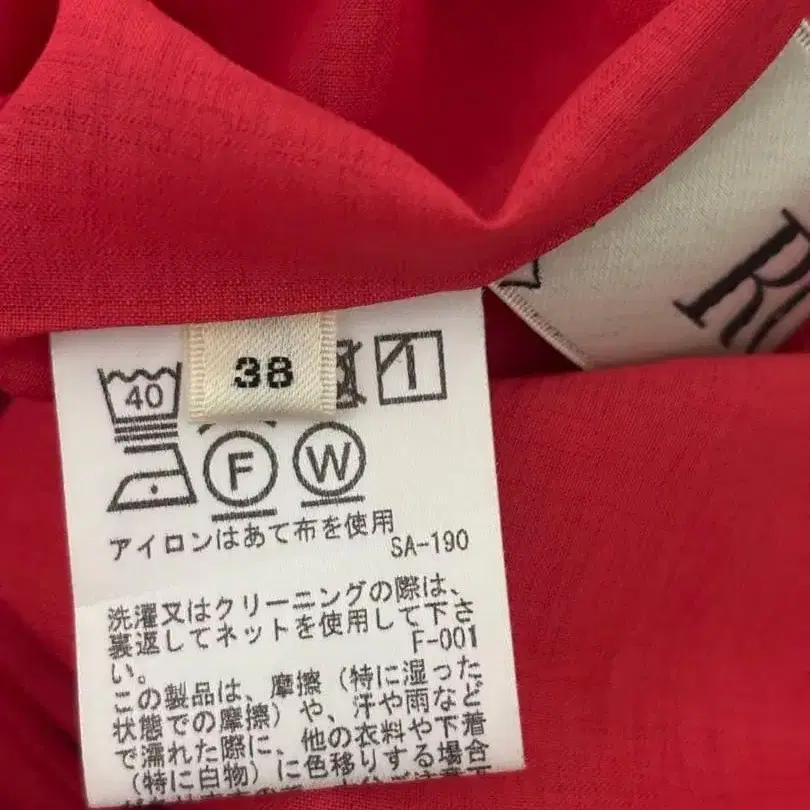 38
40
F
W
アイロンはあて布を使用
SA-190
洗濯又はクリーニングの際は、
裏返してネットを使用して下さ
い。
F-001
この製品は、摩擦（特に湿った
状態での摩擦）や、汗や雨など
で濡れた際に、他の衣料や下着
（特に白物）に色移りする場合